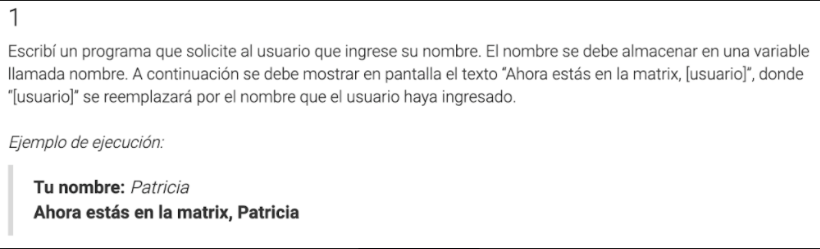 1
Escribí un programa que solicite al usuario que ingrese su nombre. El nombre se debe almacenar en una variable
llamada nombre. A continuación se debe mostrar en pantalla el texto “Ahora estás en la matrix, [usuario]”, donde
“[usuario]” se reemplazará por el nombre que el usuario haya ingresado.
Ejemplo de ejecución:
Tu nombre: Patricia
Ahora estás en la matrix, Patricia